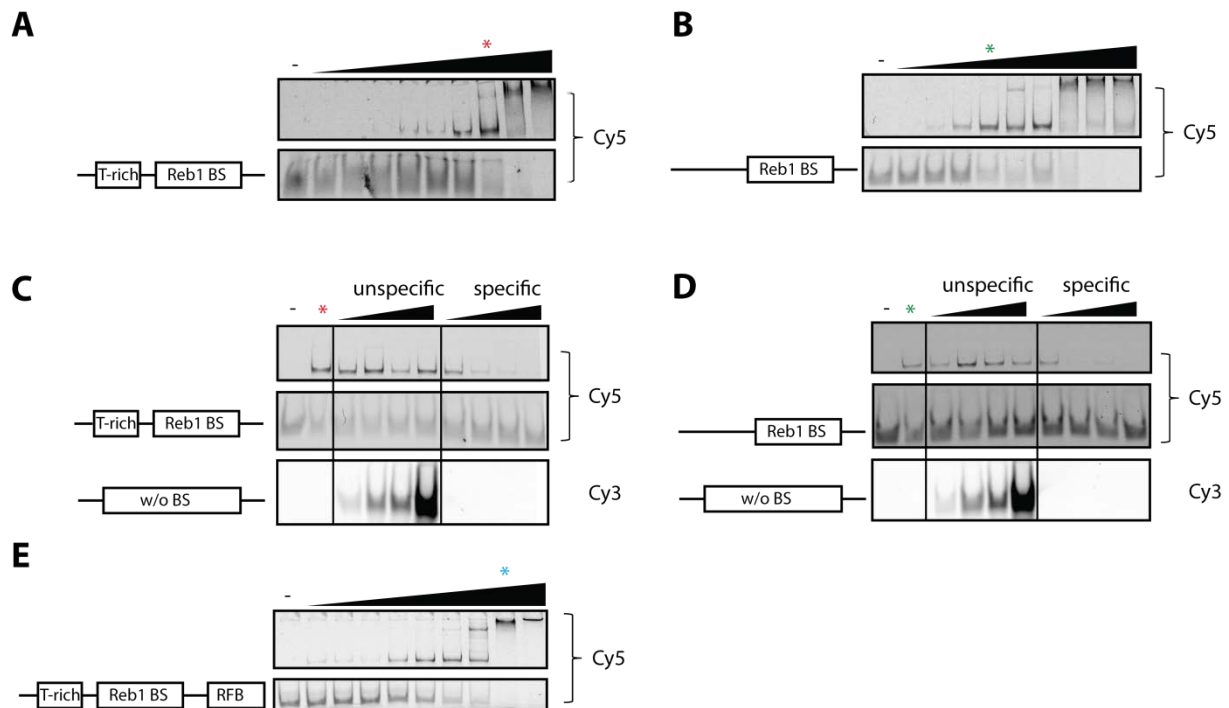 A
*
-
Cy5
T-rich Reb1 BS
B
*
-
Cy5
Reb1 BS
C
unspecific specific
- *
Cy5
T-rich Reb1 BS
w/o BS Cy3
D
unspecific specific
- *
Cy5
Reb1 BS
w/o BS Cy3
E
*
-
Cy5
T-rich Reb1 BS RFB